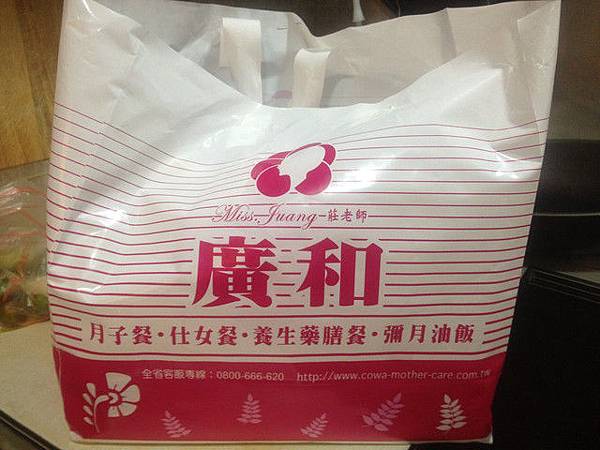 Miss Juang 莊老師
廣和
月子餐·仕女餐·養生藥膳餐·彌月油飯
全省客服專線：0800-666-620 http://www.cowa-mother-care.com.tw